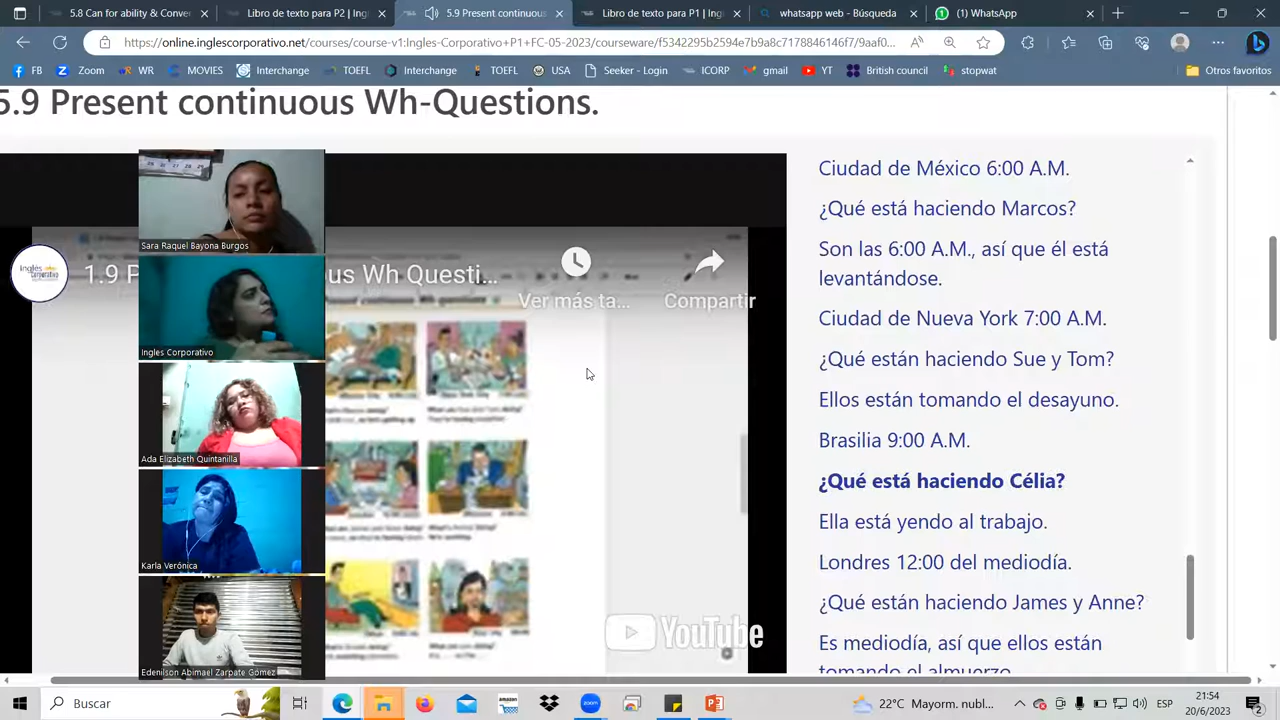 5.8 Can for Ability & Convers
Libro de texto para P2 | Ingl
5.9 Present continuous
Libro de texto para P1 | Ingl
whatsapp web - Búsqueda
(1) WhatsApp
https://online.inglescorporativo.net/courses/course-v1:Ingles-Corporativo+P1+FC-05-2023/courseware/f5342295b2594e7b9a8c7178846146f7/9aaf0...
FB
Zoom
WR
MOVIES
Interchange
TOEFL
Interchange
TOEFL
USA
Seeker - Login
ICORP
gmail
YT
British council
stopwat
Otros favoritos
5.9 Present continuous Wh-Questions.
Sara Raquel Bayona Burgos
Ingles Corporativo
Ada Elizabeth Quintanilla
Karla Verónica
Edenilson Abimael Zarpate Gómez
1.9 P
us Wh Questi...
Ver más ta...
Compartir
YouTube
Ciudad de México 6:00 A.M.
¿Qué está haciendo Marcos?
Son las 6:00 A.M., así que él está
levantándose.
Ciudad de Nueva York 7:00 A.M.
¿Qué están haciendo Sue y Tom?
Ellos están tomando el desayuno.
Brasilia 9:00 A.M.
¿Qué está haciendo Célia?
Ella está yendo al trabajo.
Londres 12:00 del mediodía.
¿Qué están haciendo James y Anne?
Es mediodía, así que ellos están
tomando el almuerzo
Buscar
22°C Mayorm. nubl...
ESP
21:54
20/6/2023